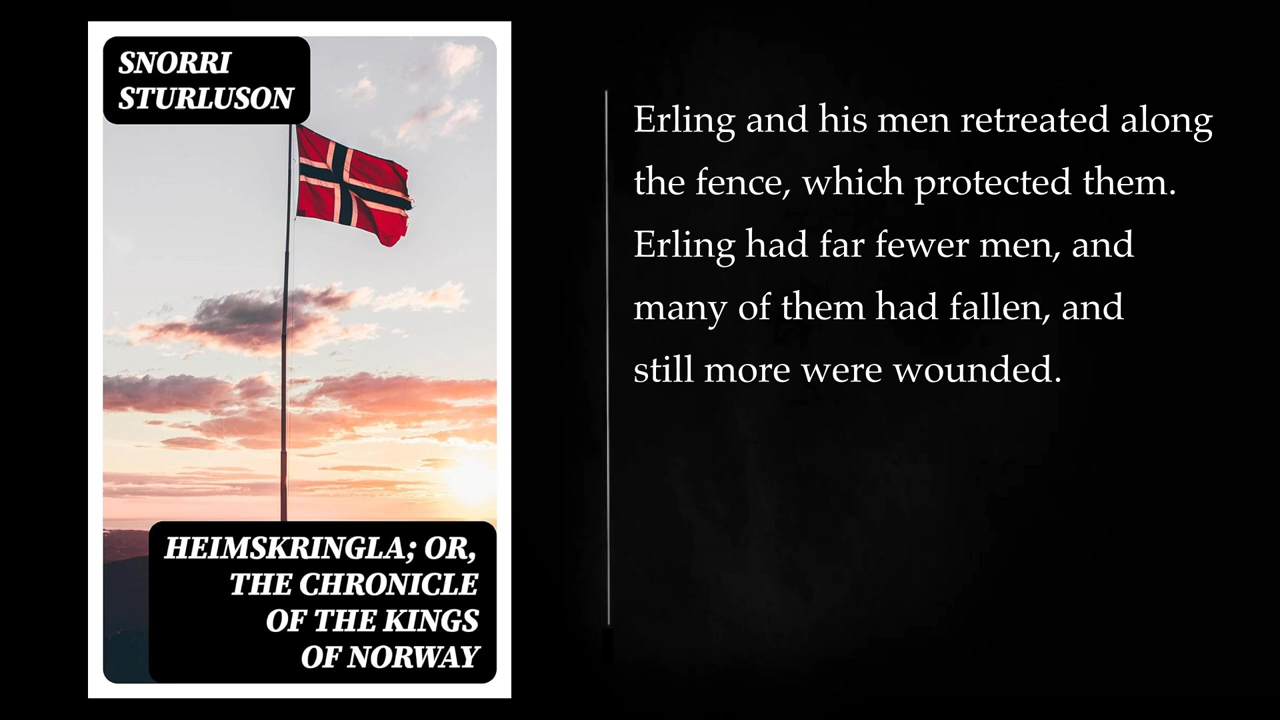 SNORRI
STURLUSON
HEIMSKRINGLA; OR,
THE CHRONICLE
OF THE KINGS
OF NORWAY
Erling and his men retreated along
the fence, which protected them.
Erling had far fewer men, and
many of them had fallen, and
still more were wounded.